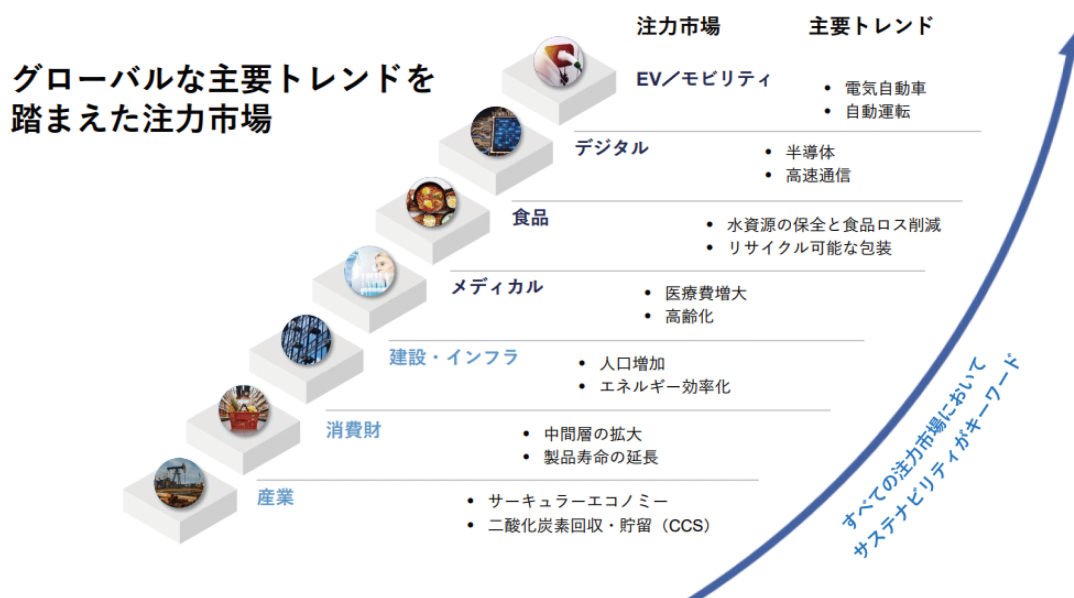 グローバルな主要トレンドを
踏まえた注力市場
注力市場 主要トレンド
EV／モビリティ
• 電気自動車
• 自動運転
デジタル
• 半導体
• 高速通信
食品
• 水資源の保全と食品ロス削減
• リサイクル可能な包装
メディカル
• 医療費増大
• 高齢化
建設・インフラ
• 人口増加
• エネルギー効率化
消費財
• 中間層の拡大
• 製品寿命の延長
産業
• サーキュラーエコノミー
• 二酸化炭素回収・貯留（CCS）
すべての注力市場において
サステナビリティがキーワード